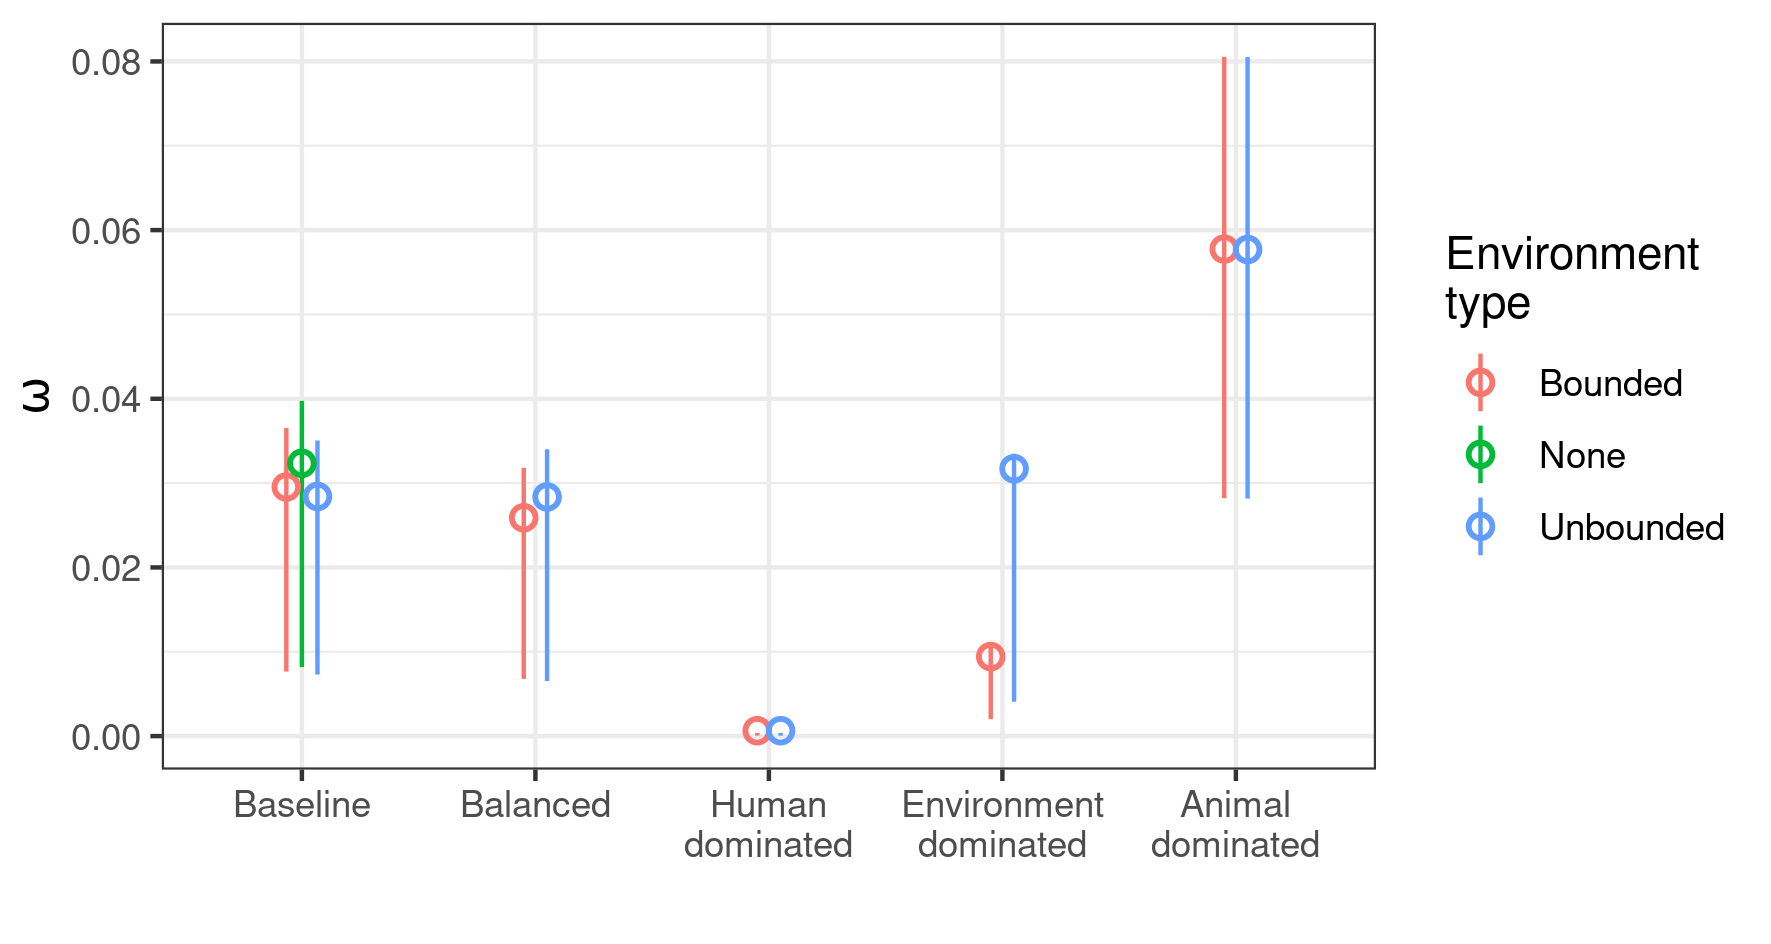 0.08
0.06
0.04
0.02
0.00
ω
Baseline
Balanced
Human
dominated
Environment
dominated
Animal
dominated
Environment
type
Bounded
None
Unbounded